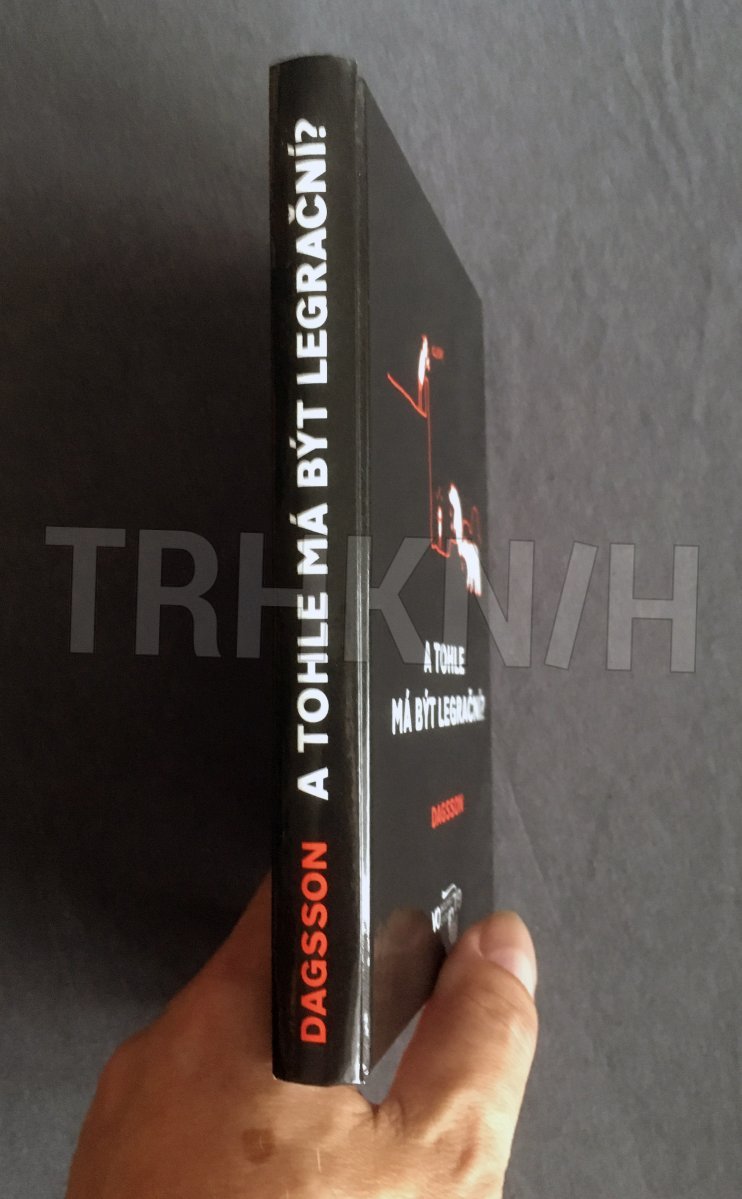 DAGSSON A TOHLE MÁ BÝT LEGRAČNÍ?
A TOHLE
MÁ BÝT LEGRAČNÍ?
DAGSSON
TRHKNIH